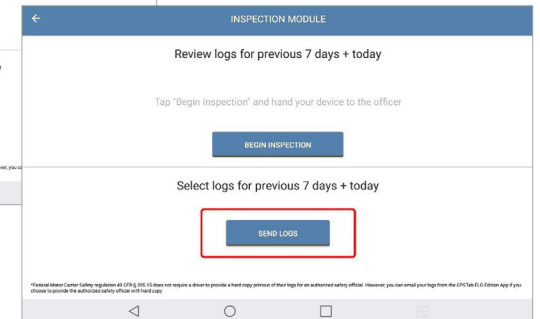 INSPECTION MODULE
Review logs for previous 7 days + today
Tap "Begin Inspection" and hand your device to the officer
BEGIN INSPECTION
Select logs for previous 7 days + today
SEND LOGS
*Federal Motor Carrier Safety regulation 49 CFR § 395.15 does not require a driver to provide a hard copy printout of their logs for an authorized safety official. However, you can email your logs from the GPSTab ELD Edition App if you
choose to provide the authorized safety official with hard copy